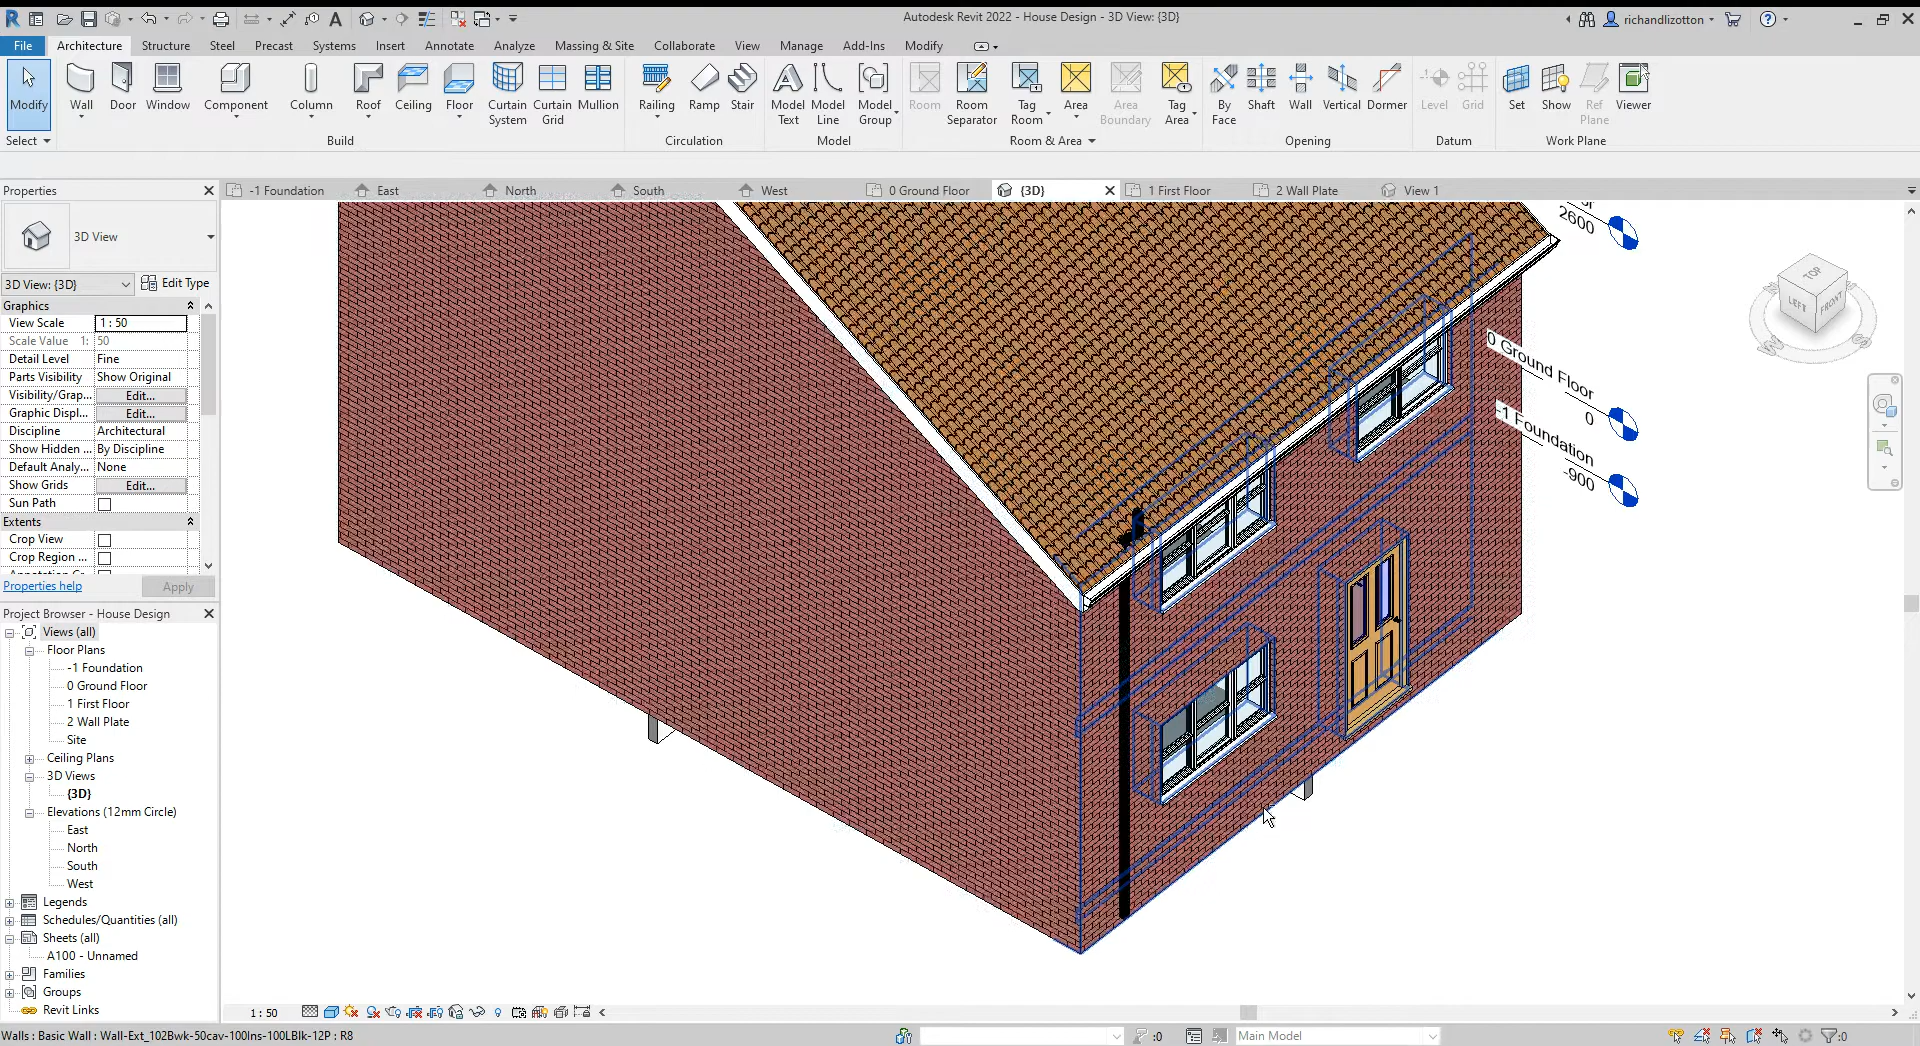 Autodesk Revit 2022 - House Design - 3D View: {3D}
richandlizotton
File Architecture Structure Steel Precast Systems Insert Annotate Analyze Massing & Site Collaborate View Manage Add-Ins Modify
Modify Wall Door Window Component Column Roof Ceiling Floor Curtain System Curtain Grid Mullion Railing Ramp Stair Model Text Model Line Model Group Room Room Separator Tag Room Area Area Boundary Tag Area By Face Shaft Wall Vertical Dormer Level Grid Set Show Ref Plane Viewer
Select Build Circulation Model Room & Area Opening Datum Work Plane
Properties
-1 Foundation East North South West 0 Ground Floor {3D} 1 First Floor 2 Wall Plate View 1
3D View
3D View: {3D} Edit Type
Graphics
View Scale 1 : 50
Scale Value 1: 50
Detail Level Fine
Parts Visibility Show Original
Visibility/Grap... Edit...
Graphic Displ... Edit...
Discipline Architectural
Show Hidden ... By Discipline
Default Analy... None
Show Grids Edit...
Sun Path
Extents
Crop View
Crop Region ...
Properties help Apply
Project Browser - House Design
Views (all)
Floor Plans
-1 Foundation
0 Ground Floor
1 First Floor
2 Wall Plate
Site
Ceiling Plans
3D Views
{3D}
Elevations (12mm Circle)
East
North
South
West
Legends
Schedules/Quantities (all)
Sheets (all)
A100 - Unnamed
Families
Groups
Revit Links
2600
0 Ground Floor
0
-1 Foundation
-900
TOP
LEFT
FRONT
1 : 50
Walls : Basic Wall : Wall-Ext_102Bwk-50cav-100Ins-100LBlk-12P : R8
:0
Main Model
:0